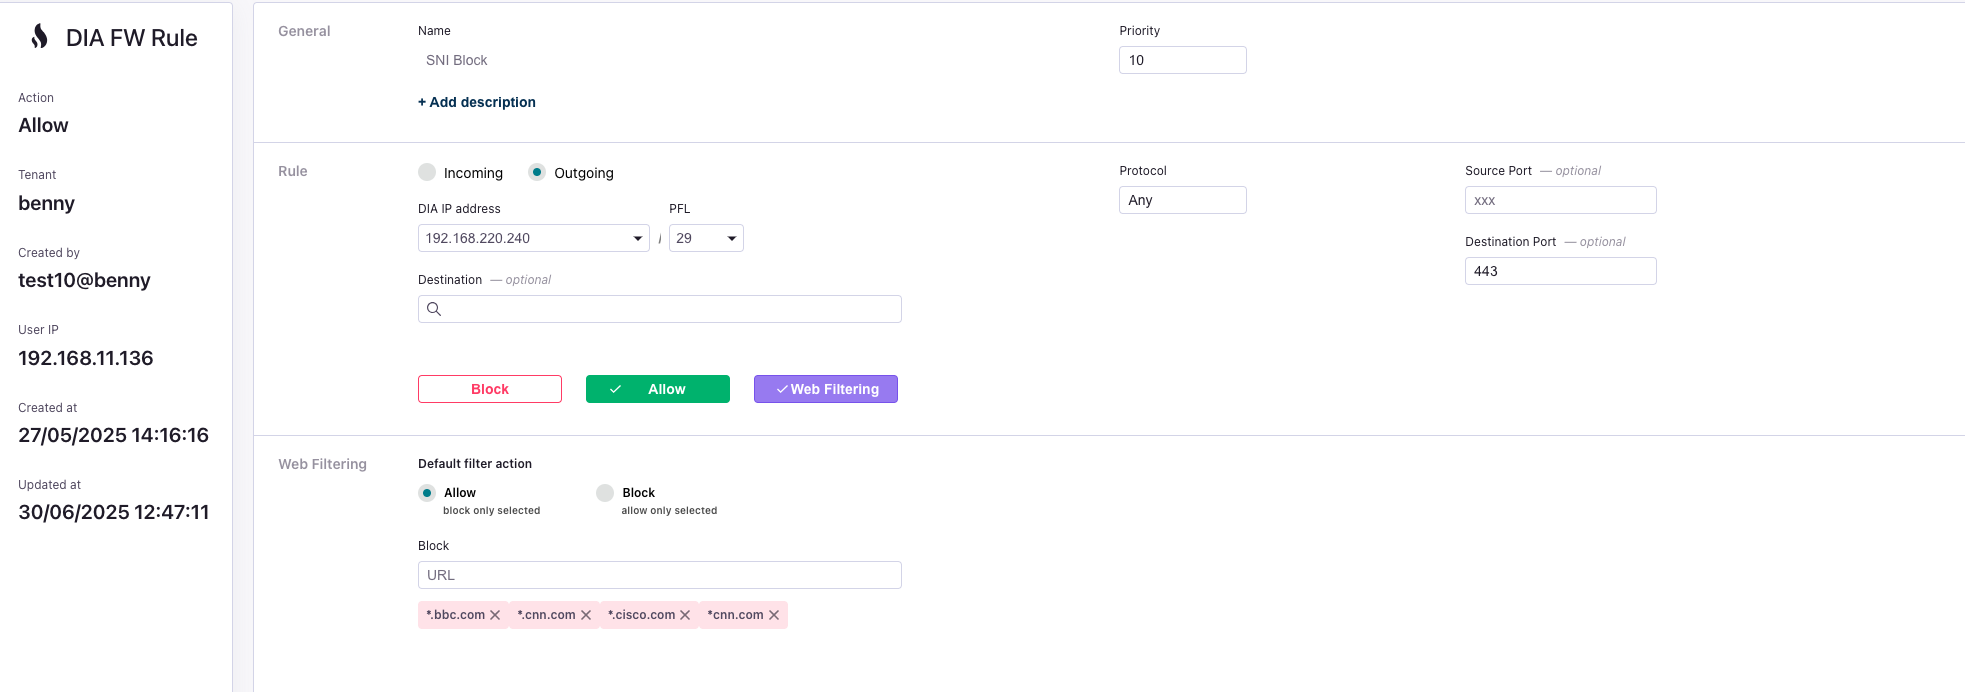 DIA FW Rule
Action
Allow
Tenant
benny
Created by
test10@benny
User IP
192.168.11.136
Created at
27/05/2025 14:16:16
Updated at
30/06/2025 12:47:11
General
Name
SNI Block
+ Add description
Priority
10
Rule
Incoming Outgoing
DIA IP address PFL
192.168.220.240 / 29
Destination — optional
Protocol
Any
Source Port — optional
xxx
Destination Port — optional
443
Block Allow Web Filtering
Web Filtering
Default filter action
Allow Block
block only selected allow only selected
Block
URL
*.bbc.com *.cnn.com *.cisco.com *cnn.com